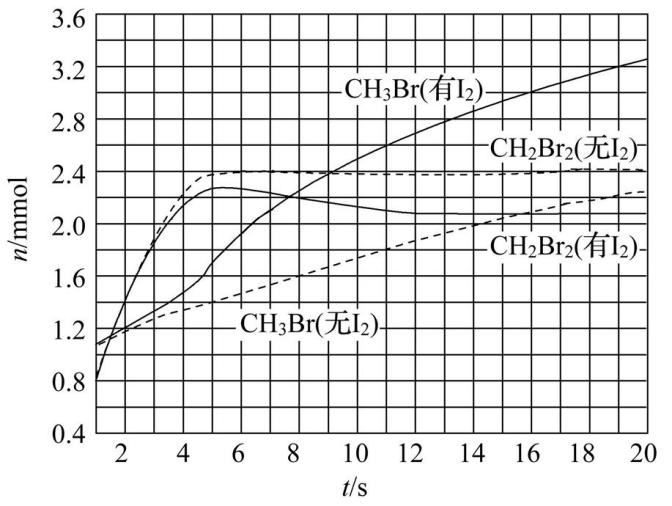 3.6
3.2
2.8
2.4
2.0
1.6
1.2
0.8
0.4
n/mmol
CH₃Br(有I₂)
CH₂Br₂(无I₂)
CH₂Br₂(有I₂)
CH₃Br(无I₂)
2 4 6 8 10 12 14 16 18 20
t/s